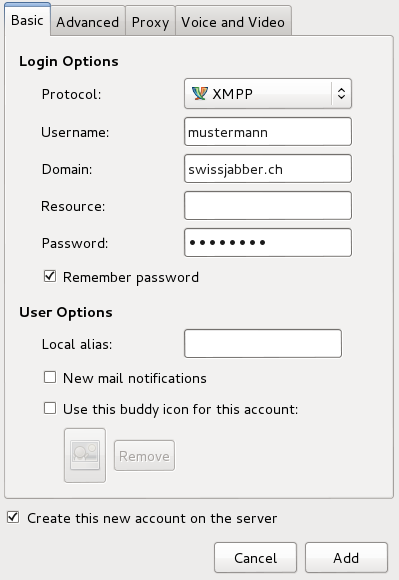 Basic Advanced Proxy Voice and Video
Login Options
Protocol: XMPP
Username: mustermann
Domain: swissjabber.ch
Resource:
Password: ••••••••
Remember password
User Options
Local alias:
New mail notifications
Use this buddy icon for this account:
Remove
Create this new account on the server
Cancel Add